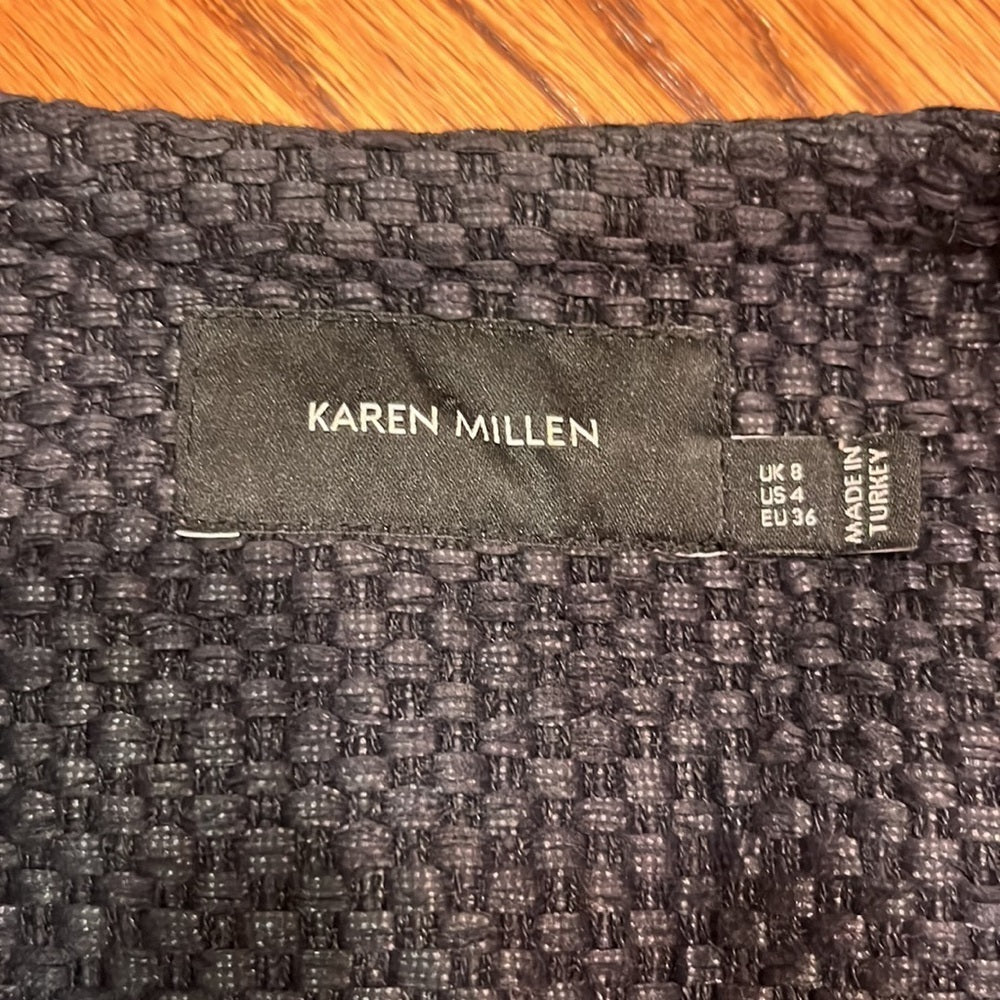 KAREN MILLEN
UK 8
US 4
EU 36
MADE IN
TURKEY